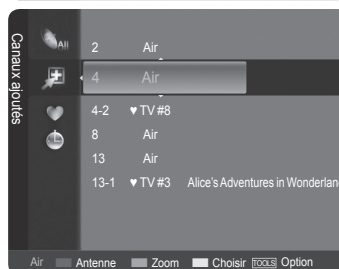 Canaux ajoutés
All
2 Air
4 Air
4-2 ♥ TV #8
8 Air
13 Air
13-1 ♥ TV #3 Alice's Adventures in Wonderlan
Air Antenne Zoom Choisir TOOLS Option